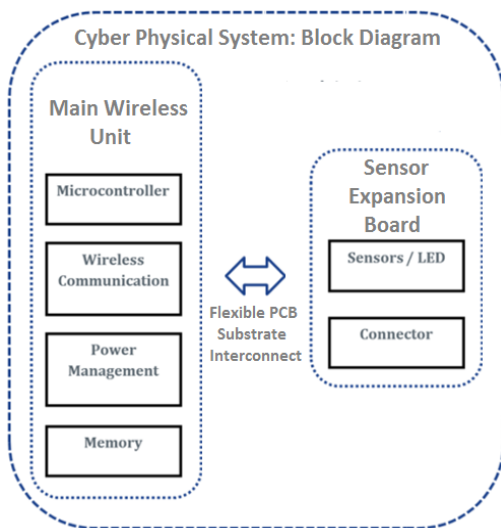 Cyber Physical System: Block Diagram
Main Wireless
Unit
Microcontroller
Wireless
Communication
Power
Management
Memory
Flexible PCB
Substrate
Interconnect
Sensor
Expansion
Board
Sensors / LED
Connector